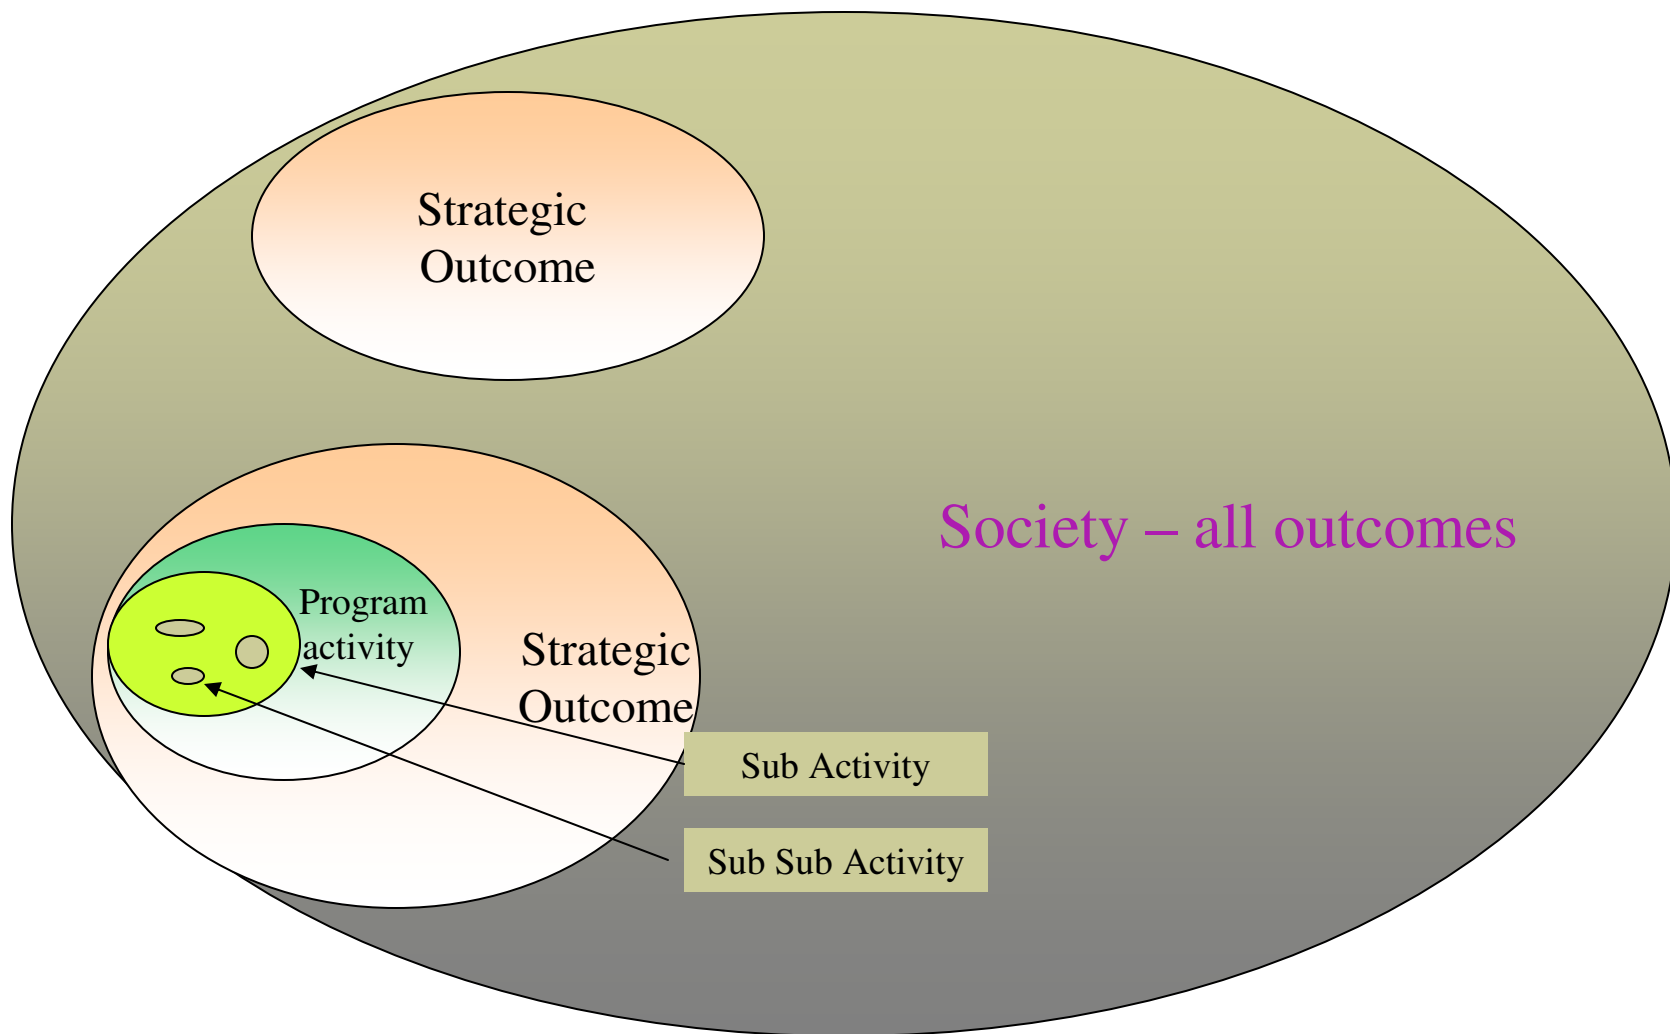 Strategic
Outcome
Society – all outcomes
Program
activity
Strategic
Outcome
Sub Activity
Sub Sub Activity